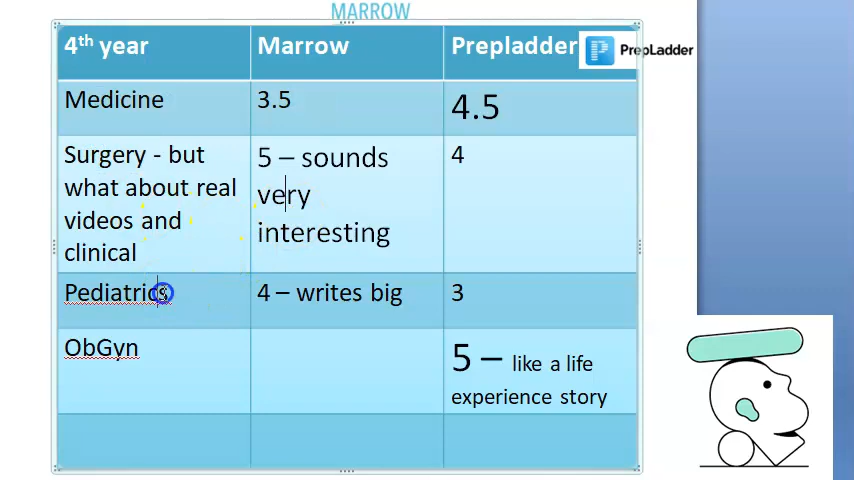 MARROW
4th year Marrow Prepladder PrepLadder
Medicine 3.5 4.5
Surgery - but
what about real
videos and
clinical
5 – sounds
very
interesting
4
Pediatrics 4 – writes big 3
ObGyn 5 – like a life
experience story